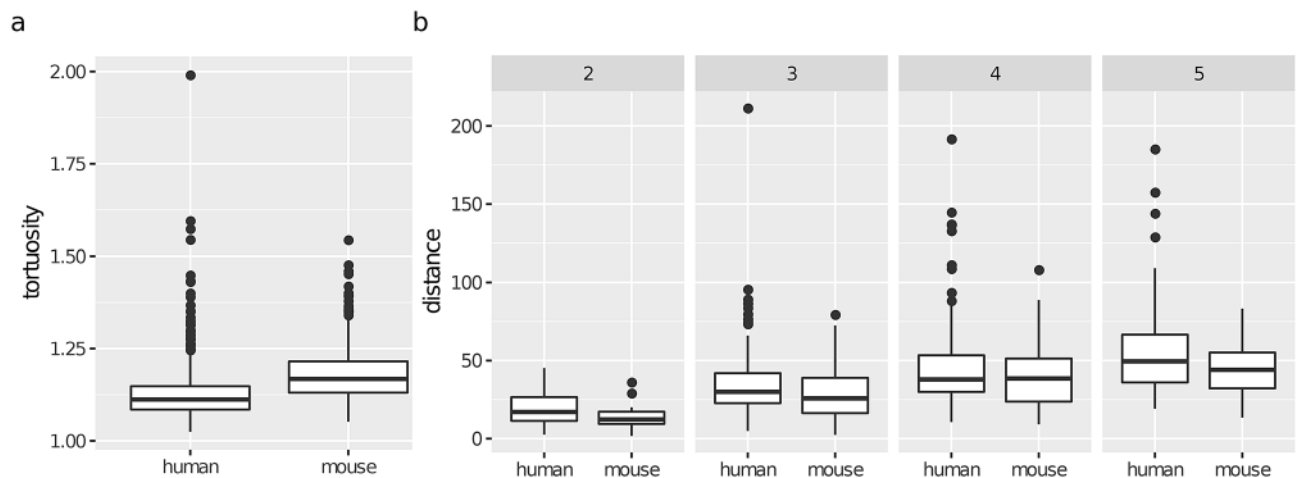 a
tortuosity
2.00
1.75
1.50
1.25
1.00
human mouse
b
distance
2 3 4 5
200
150
100
50
0
human mouse human mouse human mouse human mouse